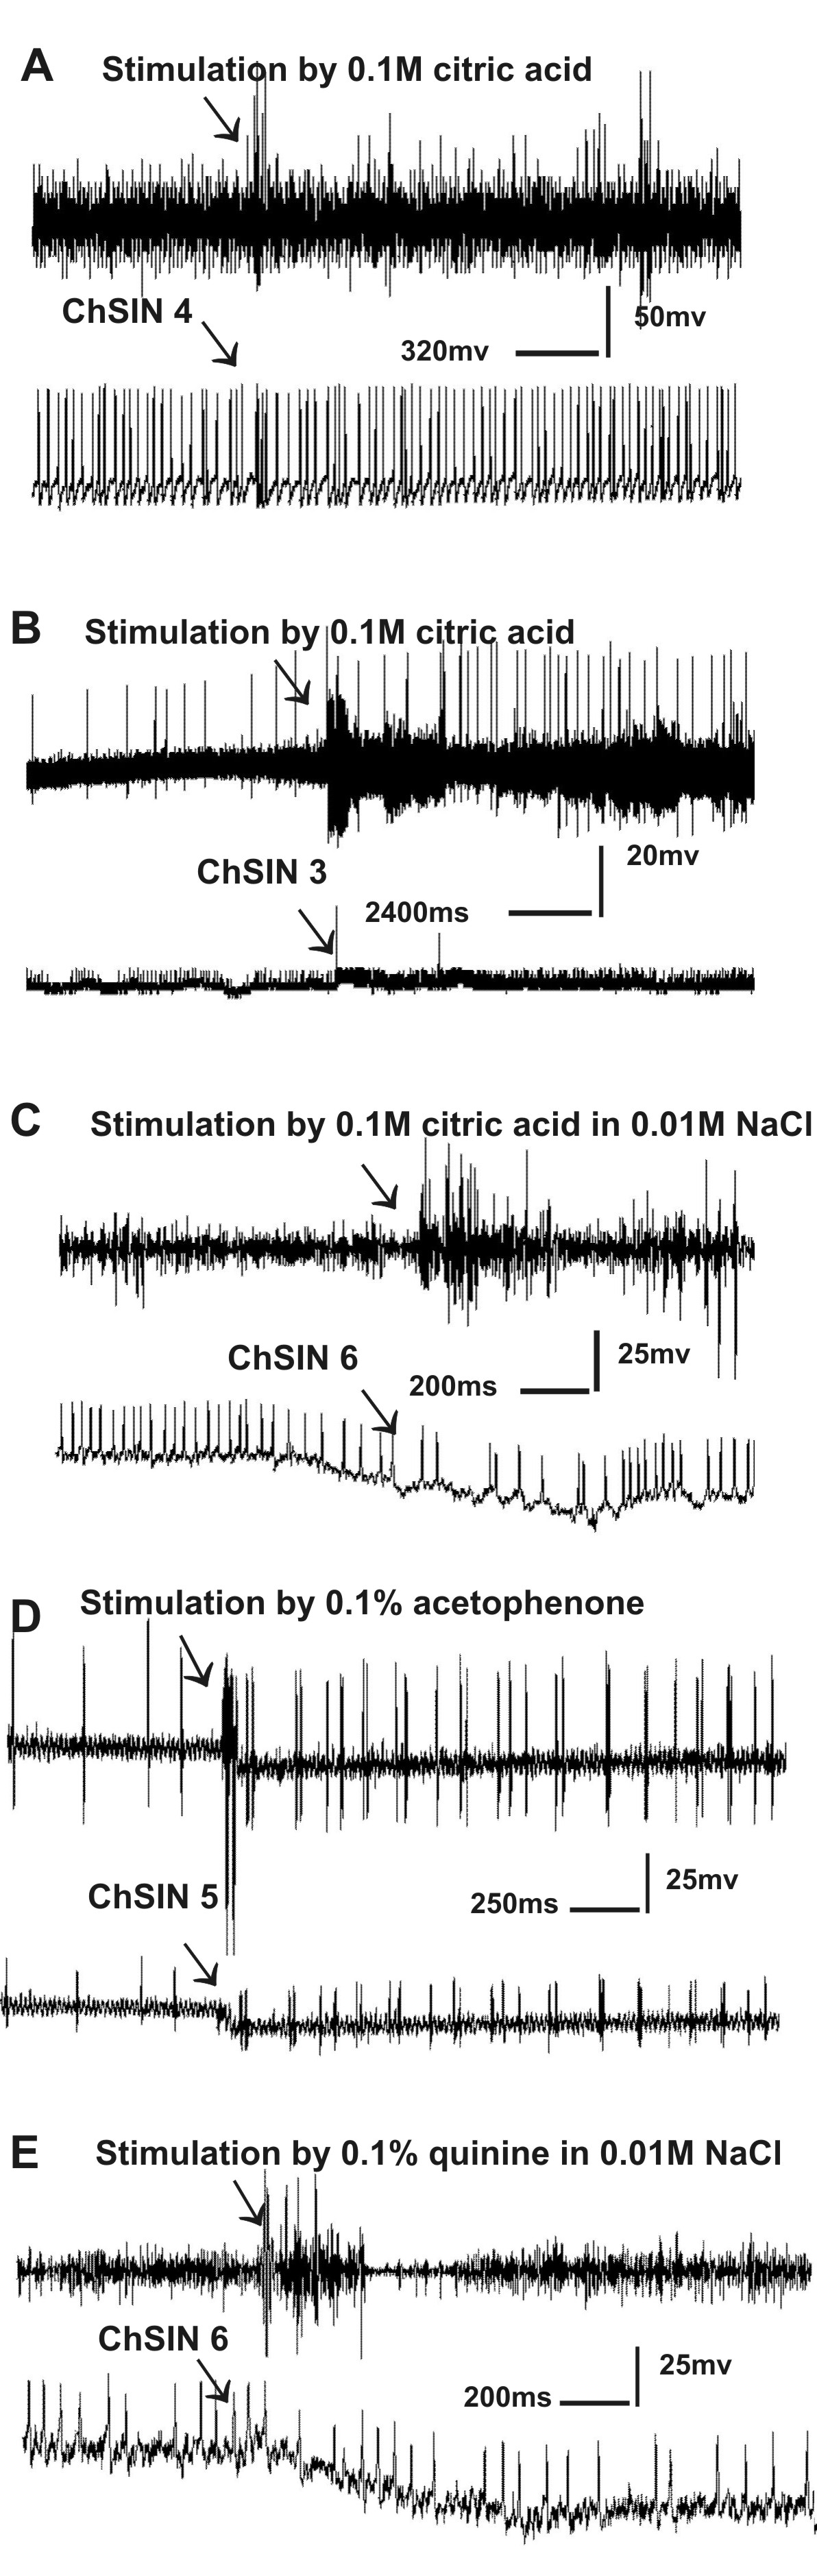 A Stimulation by 0.1M citric acid
ChSIN 4
50mv
320mv
B Stimulation by 0.1M citric acid
20mv
ChSIN 3
2400ms
C Stimulation by 0.1M citric acid in 0.01M NaCl
25mv
ChSIN 6
200ms
D Stimulation by 0.1% acetophenone
25mv
ChSIN 5
250ms
E Stimulation by 0.1% quinine in 0.01M NaCl
ChSIN 6
25mv
200ms